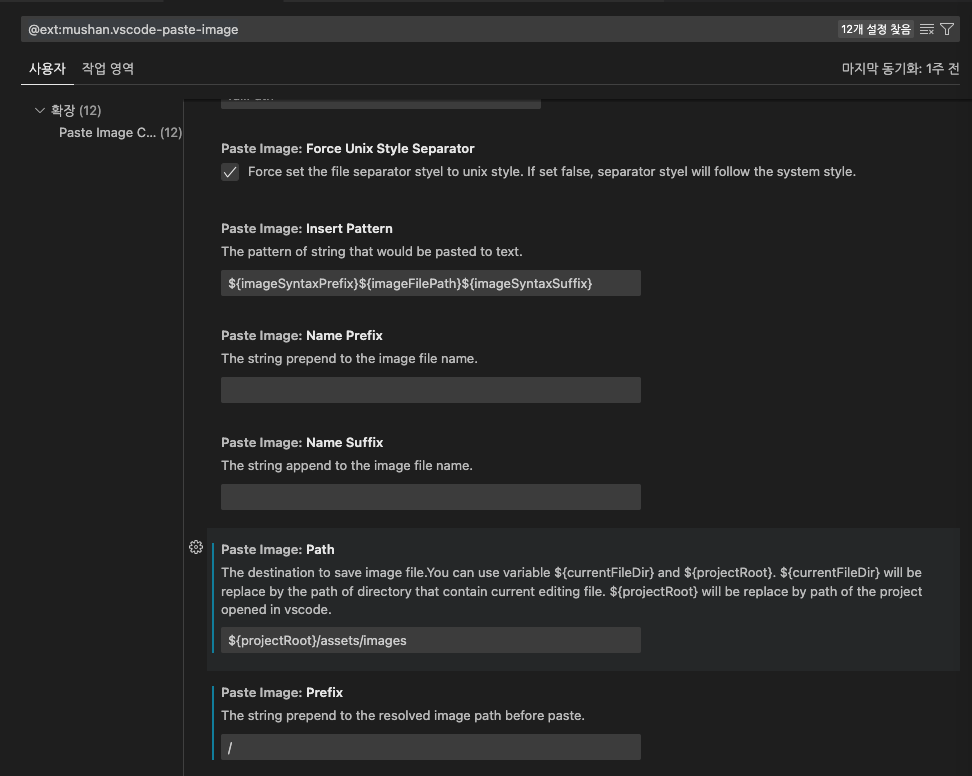 @ext:mushan.vscode-paste-image
12개 설정 찾음
사용자 작업 영역
마지막 동기화: 1주 전
확장 (12)
Paste Image C... (12)
Paste Image: Force Unix Style Separator
Force set the file separator styel to unix style. If set false, separator styel will follow the system style.
Paste Image: Insert Pattern
The pattern of string that would be pasted to text.
${imageSyntaxPrefix}${imageFilePath}${imageSyntaxSuffix}
Paste Image: Name Prefix
The string prepend to the image file name.
Paste Image: Name Suffix
The string append to the image file name.
Paste Image: Path
The destination to save image file.You can use variable ${currentFileDir} and ${projectRoot}. ${currentFileDir} will be
replace by the path of directory that contain current editing file. ${projectRoot} will be replace by path of the project
opened in vscode.
${projectRoot}/assets/images
Paste Image: Prefix
The string prepend to the resolved image path before paste.
/